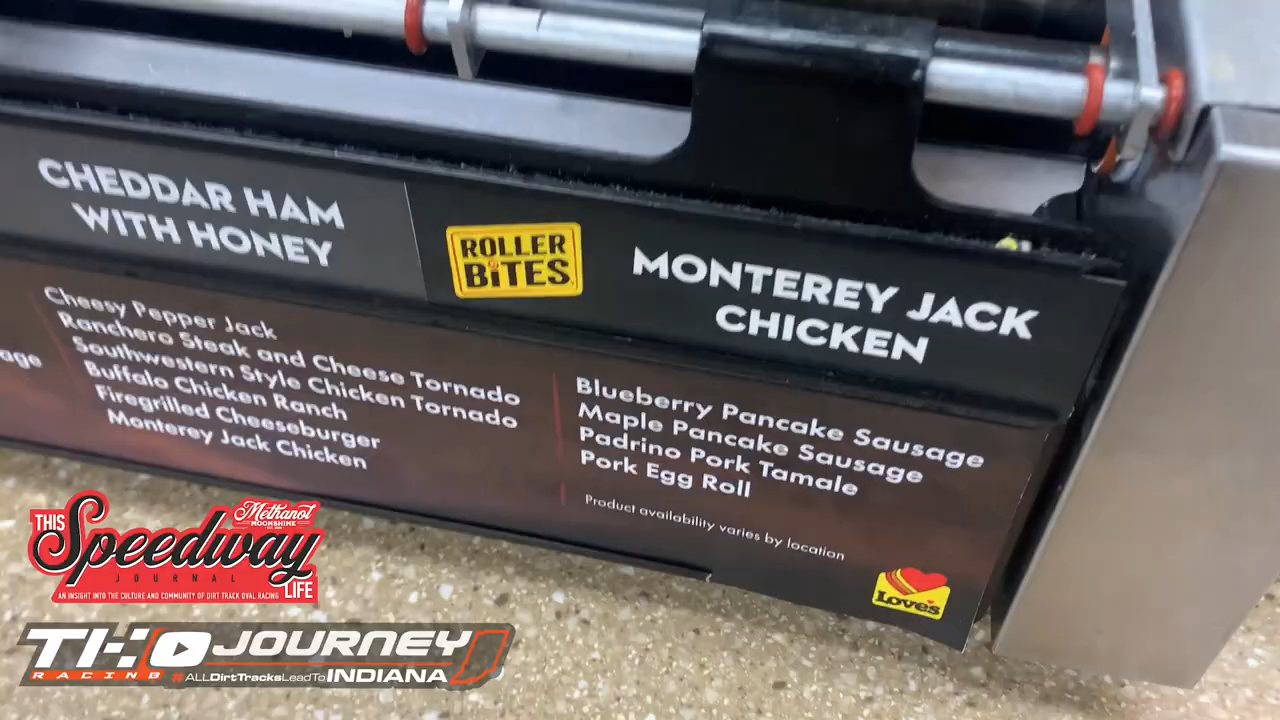 CHEDDAR HAM
WITH HONEY
ROLLER
BITES
MONTEREY JACK
CHICKEN
age
Cheesy Pepper Jack
Ranchero Steak and Cheese Tornado
Southwestern Style Chicken Tornado
Buffalo Chicken Ranch
Firegrilled Cheeseburger
Monterey Jack Chicken
Blueberry Pancake Sausage
Maple Pancake Sausage
Padrino Pork Tamale
Pork Egg Roll
Product availability varies by location
Love's
THIS
Methanol
MOONSHINE
Speedway
JOURNAL
LIFE
AN INSIGHT INTO THE CULTURE AND COMMUNITY OF DIRT TRACK OVAL RACING
THO JOURNEY
RACING
#ALLDirtTracksLeadToINDIANA